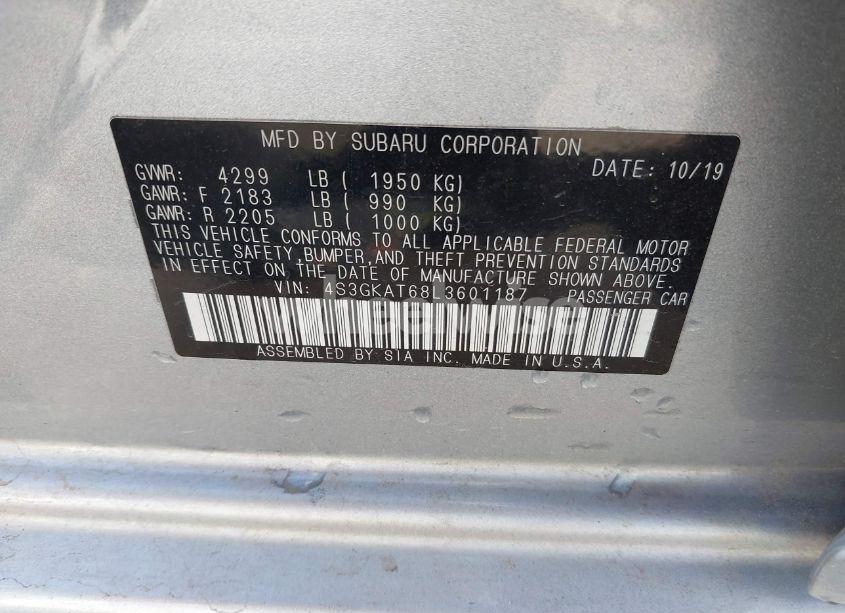 MFD BY SUBARU CORPORATION
DATE: 10/19
GVWR: 4299 LB ( 1950 KG)
GAWR: F 2183 LB ( 990 KG)
GAWR: R 2205 LB ( 1000 KG)
THIS VEHICLE CONFORMS TO ALL APPLICABLE FEDERAL MOTOR
VEHICLE SAFETY,BUMPER,AND THEFT PREVENTION STANDARDS
IN EFFECT ON THE DATE OF MANUFACTURE SHOWN ABOVE.
VIN: 4S3GKAT68L3601187 PASSENGER CAR
ASSEMBLED BY SIA INC. MADE IN U.S.A.